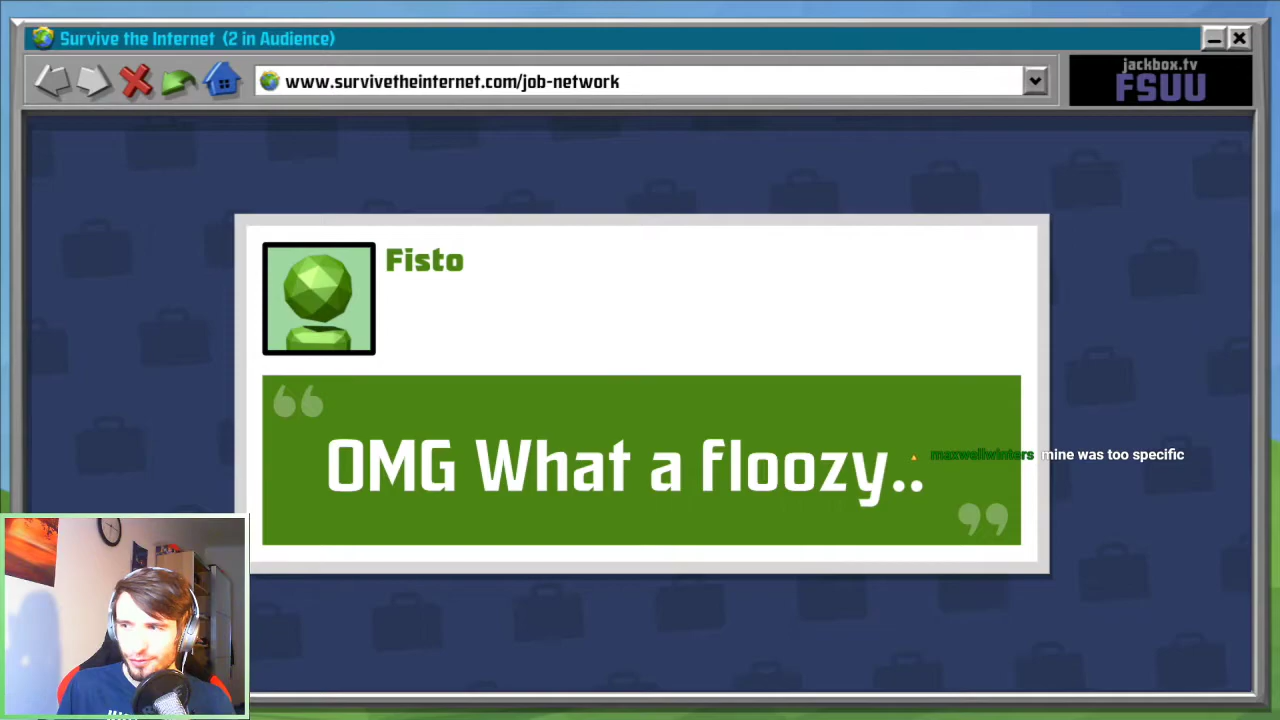 Survive the Internet (2 in Audience)
www.survivetheinternet.com/job-network
jackbox.tv
FSUU
Fisto
“
OMG What a floozy..
”
maxwellwinters mine was too specific